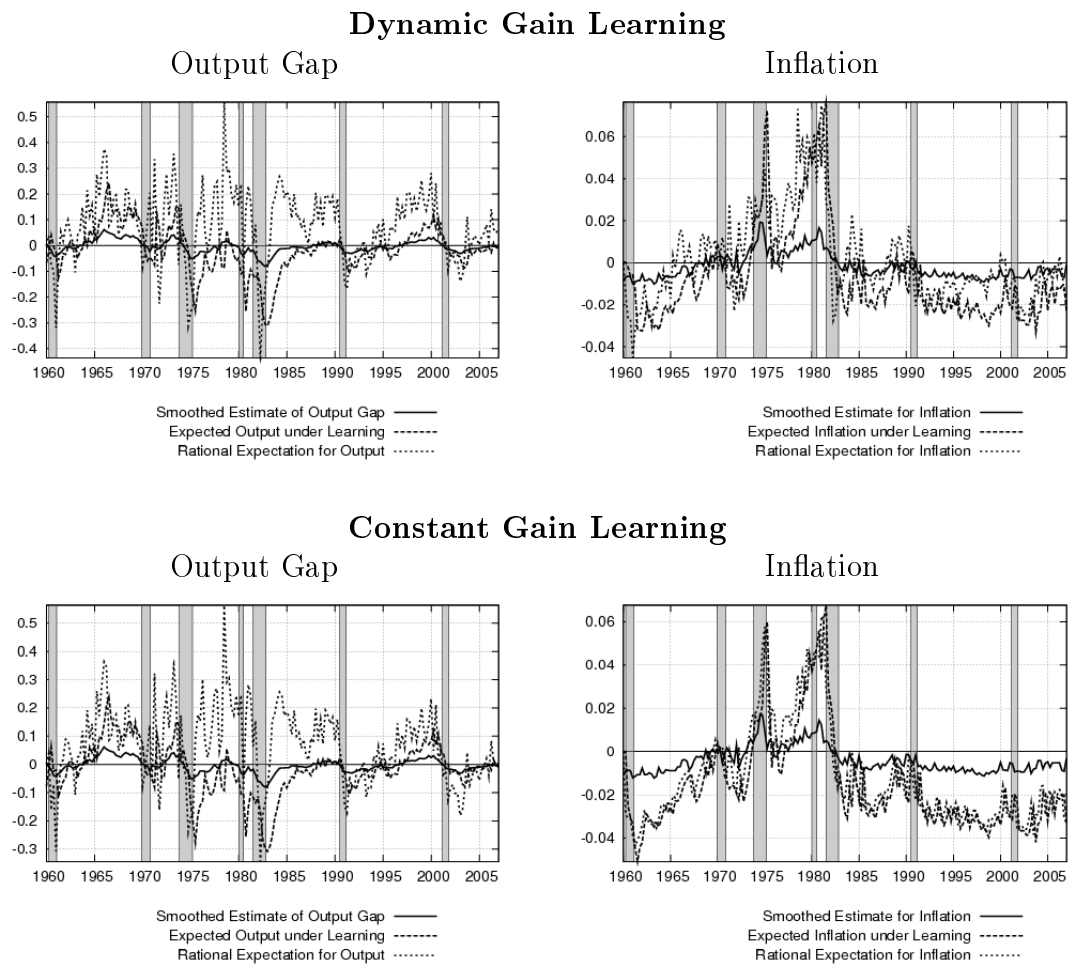 Dynamic Gain Learning
Output Gap
0.5
0.4
0.3
0.2
0.1
0
-0.1
-0.2
-0.3
-0.4
1960 1965 1970 1975 1980 1985 1990 1995 2000 2005
Smoothed Estimate of Output Gap
Expected Output under Learning
Rational Expectation for Output
Inflation
0.06
0.04
0.02
0
-0.02
-0.04
1960 1965 1970 1975 1980 1985 1990 1995 2000 2005
Smoothed Estimate for Inflation
Expected Inflation under Learning
Rational Expectation for Inflation
Constant Gain Learning
Output Gap
0.5
0.4
0.3
0.2
0.1
0
-0.1
-0.2
-0.3
1960 1965 1970 1975 1980 1985 1990 1995 2000 2005
Smoothed Estimate of Output Gap
Expected Output under Learning
Rational Expectation for Output
Inflation
0.06
0.04
0.02
0
-0.02
-0.04
1960 1965 1970 1975 1980 1985 1990 1995 2000 2005
Smoothed Estimate for Inflation
Expected Inflation under Learning
Rational Expectation for Inflation